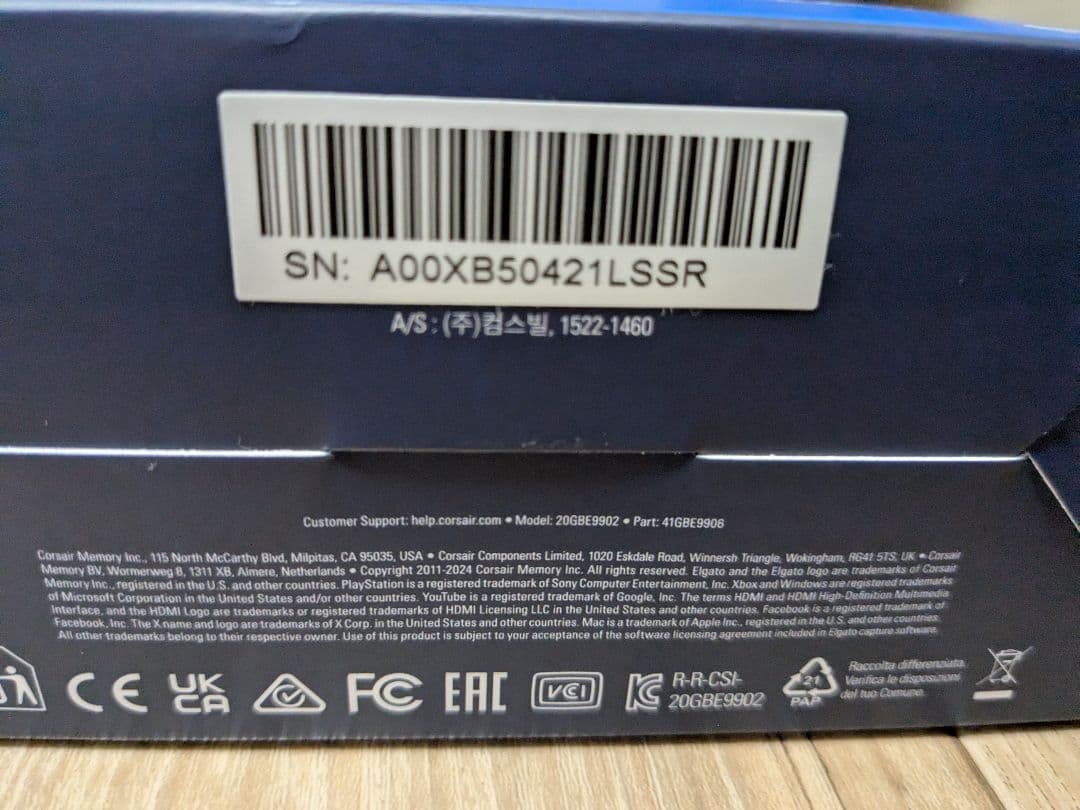 SN: A00XB50421LSSR
A/S : (주)컴스빌, 1522-1460
Customer Support: help.corsair.com • Model: 20GBE9902 • Part: 41GBE9906
Corsair Memory Inc., 115 North McCarthy Blvd, Milpitas, CA 95035, USA • Corsair Components Limited, 1020 Eskdale Road, Winnersh Triangle, Wokingham, RG41 5TS, UK • Corsair
Memory BV, Wormerweg 8, 1311 XB, Almere, Netherlands • Copyright 2011-2024 Corsair Memory Inc. All rights reserved. Elgato and the Elgato logo are trademarks of Corsair
Memory Inc., registered in the U.S. and other countries. PlayStation is a registered trademark of Sony Computer Entertainment, Inc. Xbox and Windows are registered trademarks
of Microsoft Corporation in the United States and/or other countries. YouTube is a registered trademark of Google, Inc. The terms HDMI and HDMI High-Definition Multimedia
Interface, and the HDMI Logo are trademarks or registered trademarks of HDMI Licensing LLC in the United States and other countries. Facebook is a registered trademark of
Facebook, Inc. The X name and logo are trademarks of X Corp. in the United States and other countries. Mac is a trademark of Apple Inc., registered in the U.S. and other countries.
All other trademarks belong to their respective owner. Use of this product is subject to your acceptance of the software licensing agreement included in Elgato capture software.
CE UK CA FC EAC VCI KC R-R-CSI-
20GBE9902
21
PAP
Raccolta differenziata.
Verifica le disposizioni
del tuo Comune.